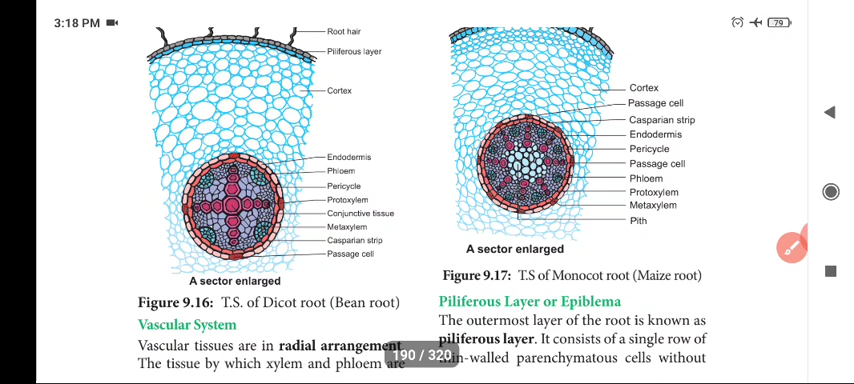 3:18 PM
79
Root hair
Piliferous layer
Cortex
Endodermis
Phloem
Pericycle
Protoxylem
Conjunctive tissue
Metaxylem
Casparian strip
Passage cell
A sector enlarged
Figure 9.16: T.S. of Dicot root (Bean root)
Vascular System
Vascular tissues are in radial arrangement.
The tissue by which xylem and phloem are
Cortex
Passage cell
Casparian strip
Endodermis
Pericycle
Passage cell
Phloem
Protoxylem
Metaxylem
Pith
A sector enlarged
Figure 9.17: T.S of Monocot root (Maize root)
Piliferous Layer or Epiblema
The outermost layer of the root is known as
piliferous layer. It consists of a single row of
thin-walled parenchymatous cells without
190 / 320